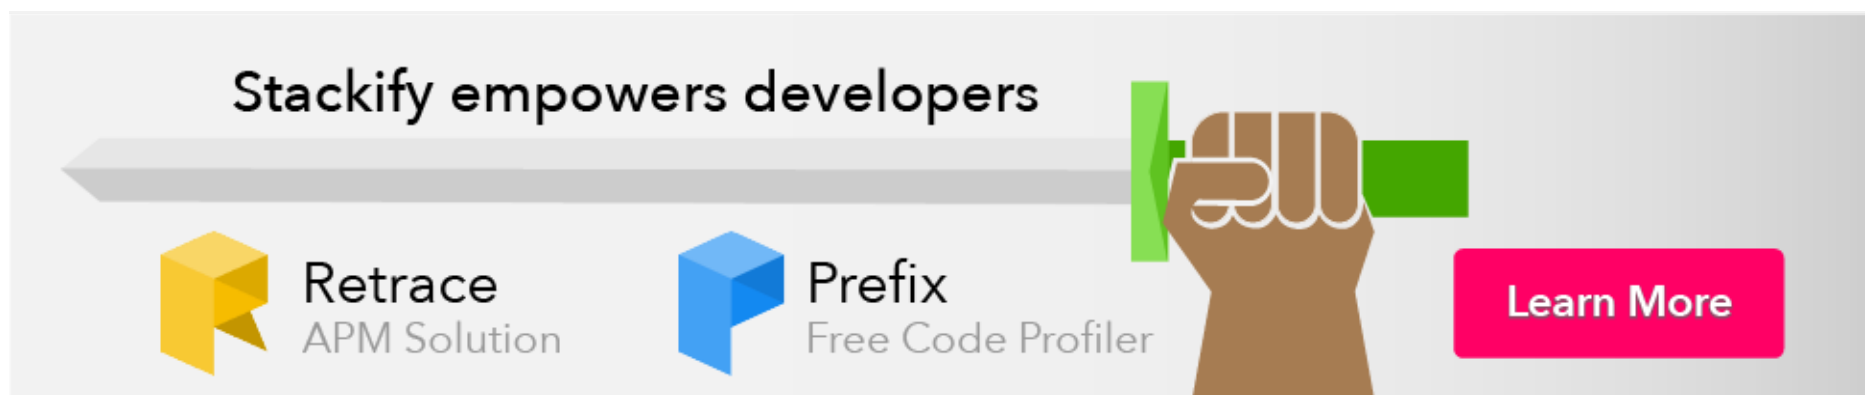 Stackify empowers developers
Retrace
APM Solution
Prefix
Free Code Profiler
Learn More